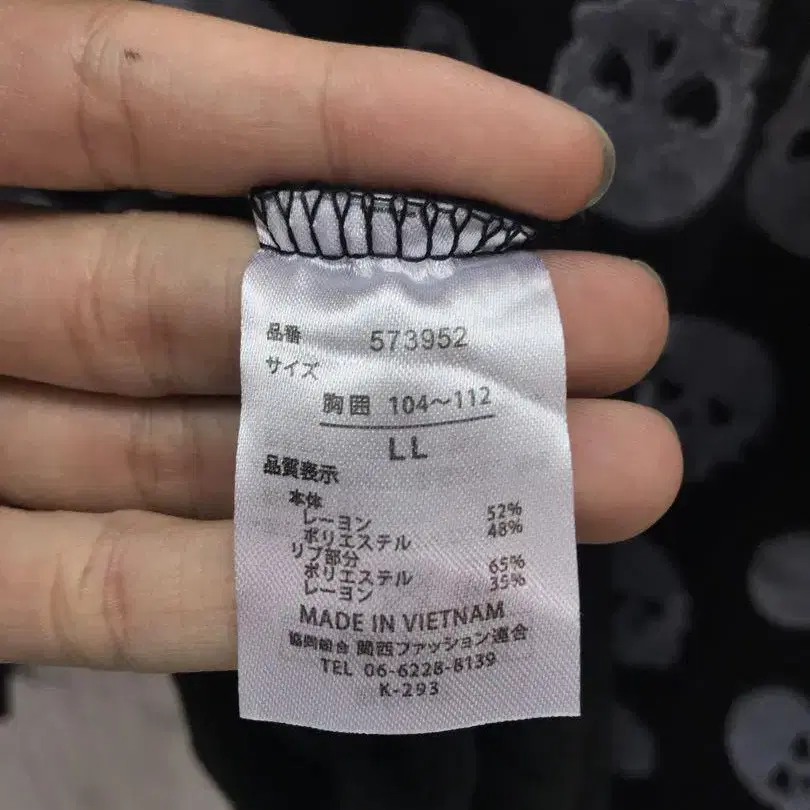 品番 573952
サイズ
胸囲 104～112
LL
品質表示
本体
レーヨン 52%
ポリエステル 48%
リブ部分
ポリエステル 65%
レーヨン 35%
MADE IN VIETNAM
協同組合 関西ファッション連合
TEL 06-6228-8139
K-293